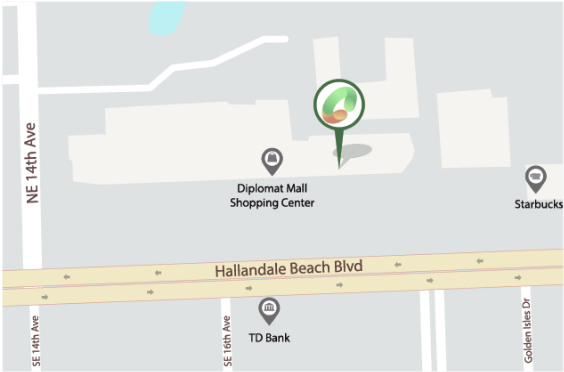 NE 14th Ave
Diplomat Mall
Shopping Center
Starbucks
Hallandale Beach Blvd
SE 14th Ave
SE 16th Ave
TD Bank
Golden Isles Dr